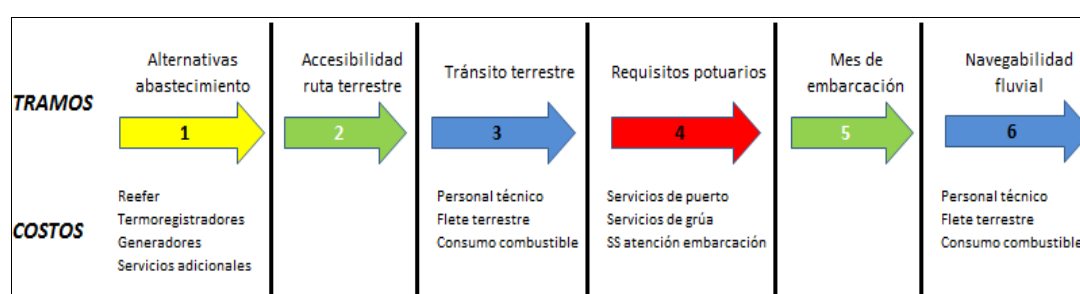 Alternativas
abastecimiento
Accesibilidad
ruta terrestre
Tránsito terrestre
Requisitos potuarios
Mes de
embarcación
Navegabilidad
fluvial
TRAMOS
1
2
3
4
5
6
COSTOS
Reefer
Termoregistradores
Generadores
Servicios adicionales
Personal técnico
Flete terrestre
Consumo combustible
Servicios de puerto
Servicios de grúa
SS atención embarcación
Personal técnico
Flete terrestre
Consumo combustible